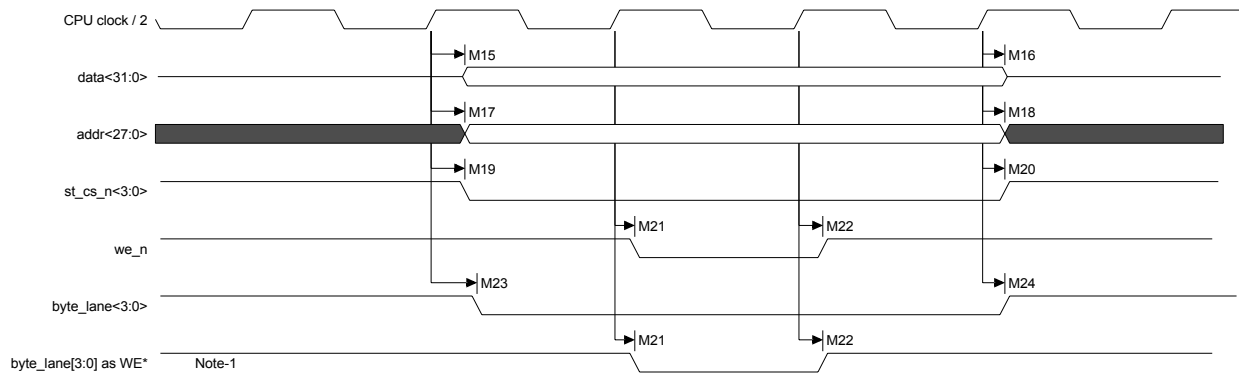 CPU clock / 2
M15 M16
data<31:0>
M17 M18
addr<27:0>
M19 M20
st_cs_n<3:0>
M21 M22
we_n
M23 M24
byte_lane<3:0>
M21 M22
byte_lane[3:0] as WE* Note-1